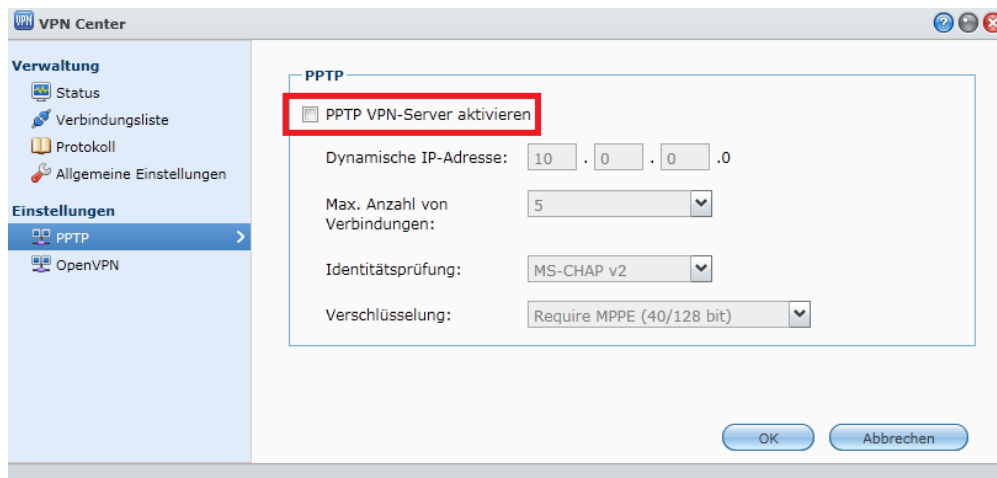 VPN VPN Center
Verwaltung
Status
Verbindungsliste
Protokoll
Allgemeine Einstellungen
Einstellungen
PPTP
OpenVPN
PPTP
PPTP VPN-Server aktivieren
Dynamische IP-Adresse: 10 . 0 . 0 .0
Max. Anzahl von
Verbindungen: 5
Identitätsprüfung: MS-CHAP v2
Verschlüsselung: Require MPPE (40/128 bit)
OK Abbrechen